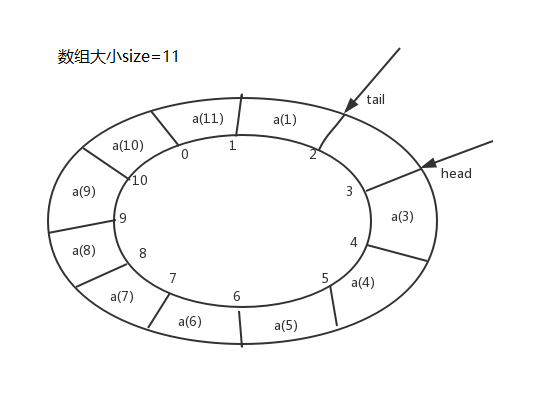 数组大小size=11
tail
a(11)
a(1)
a(10)
0
1
2
head
10
3
a(9)
a(3)
9
4
a(8)
8
7
5
a(4)
a(7)
6
a(6)
a(5)